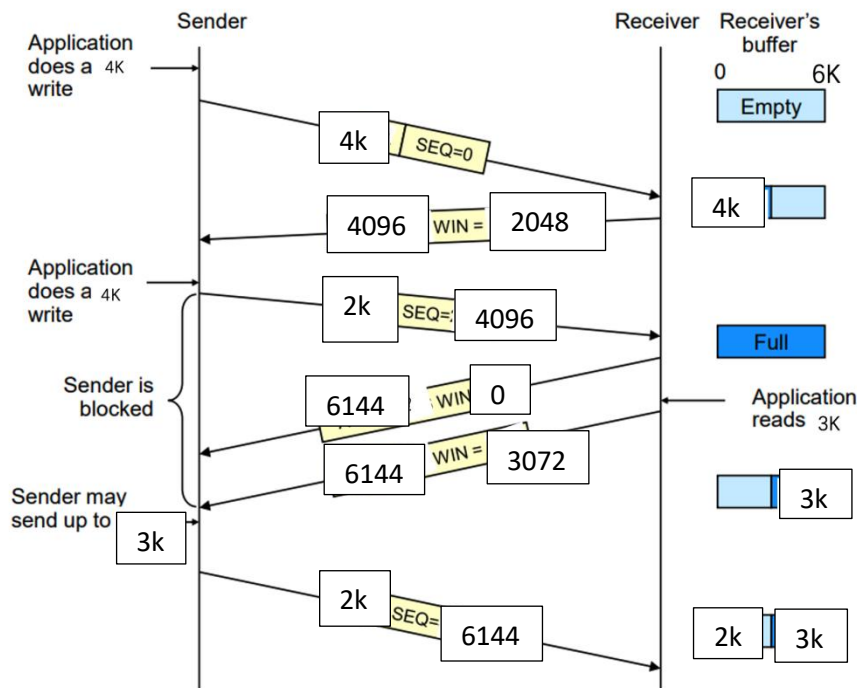 Sender
Receiver
Receiver's
buffer
Application
does a 4K
write
0
6K
Empty
4k
SEQ=0
4k
4096
WIN =
2048
Application
does a 4K
write
2k
SEQ=
4096
Full
Sender is
blocked
6144
WIN
0
Application
reads 3K
6144
WIN =
3072
3k
Sender may
send up to
3k
2k
SEQ=
6144
2k
3k